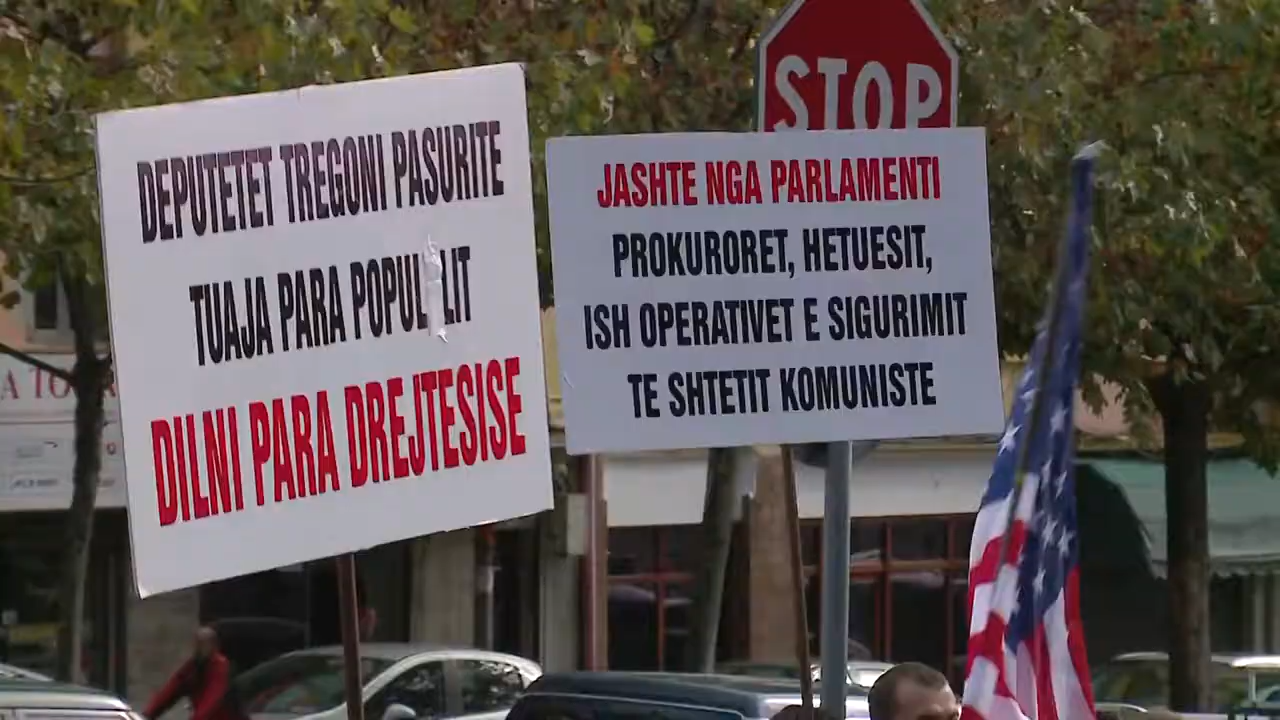 DEPUTETET TREGONI PASURITE
TUAJA PARA POPULLIT
DILNI PARA DREJTESISE
STOP
JASHTE NGA PARLAMENTI
PROKURORET, HETUESIT,
ISH OPERATIVET E SIGURIMIT
TE SHTETIT KOMUNISTE